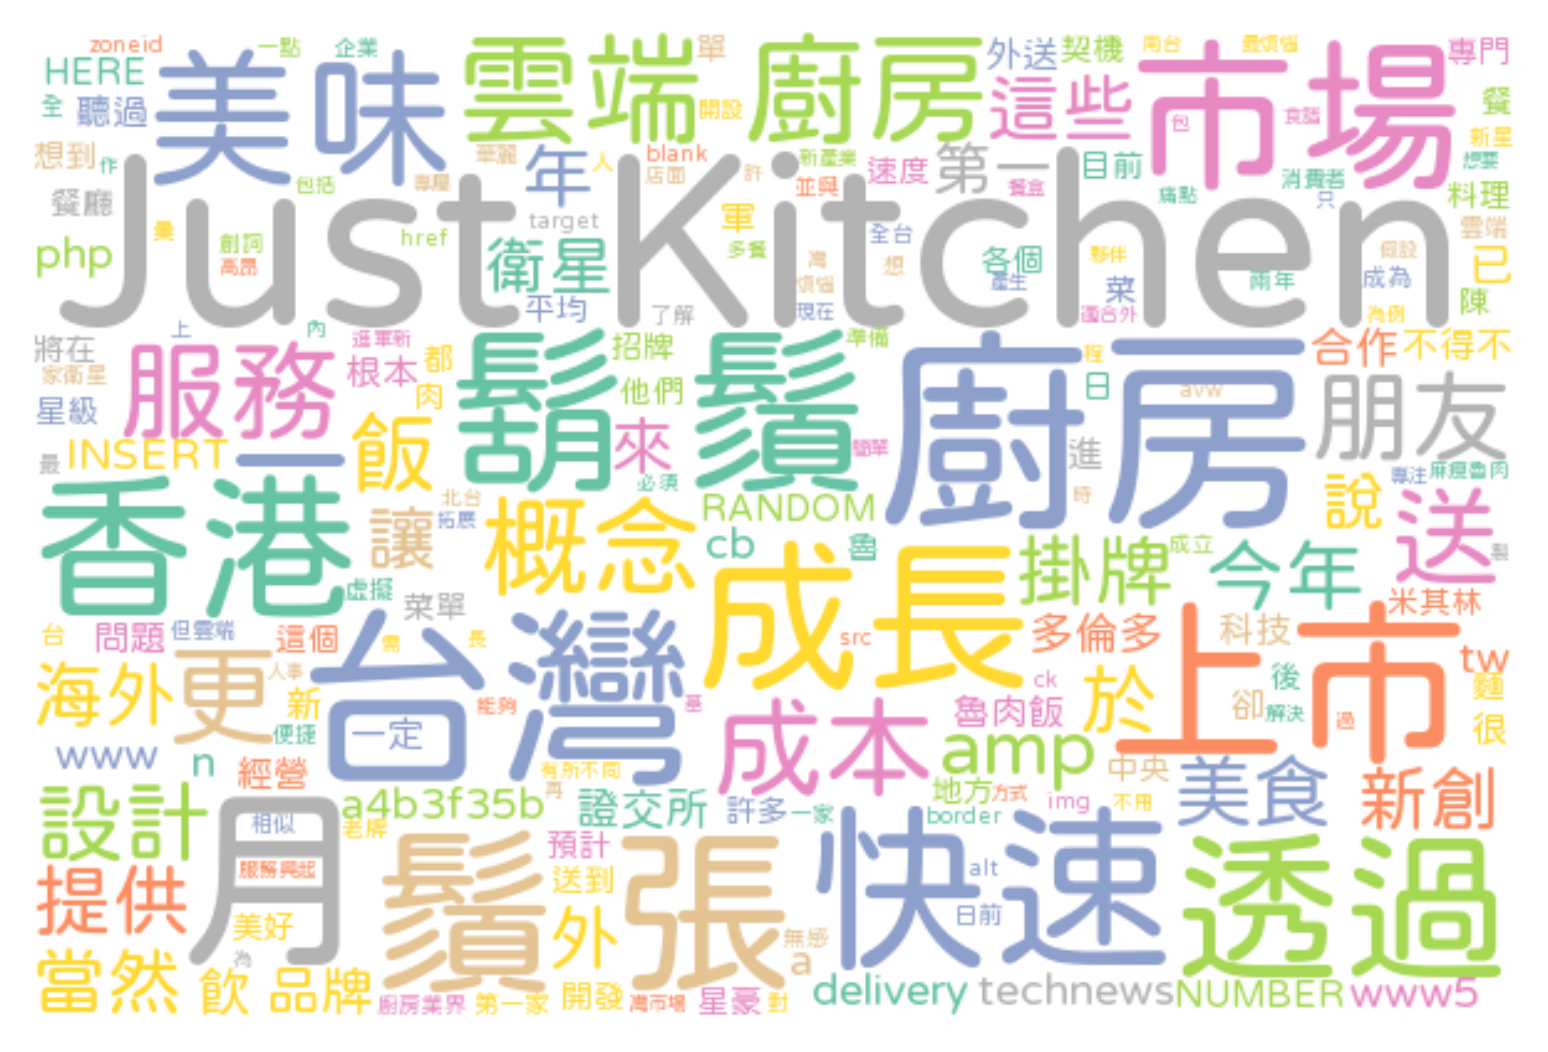 zoneid 一點 企業 單 外送 契機 南台 最煩惱 專門
HERE 美味 雲端 廚房 這些 市場
全 聽過 開設 包 食譜 餐
想到 作 華麗 年 人 blank 店面 許 新產業 速度 第一 目前 新星 想要
包括 專屬 並與 餐盒 痛點 消費者 只 料理
餐廳 Just Kitchen target 軍 雲端
php 彙 創詞 高昂 href 衛星 多餐 全台 各個 夥伴 假設 已
灣 煩惱 想 產生 菜 兩年 成為 陳
平均 了解 現在 適合外 為例
將在 上 內 進軍新 招牌 準備 程 合作 不得不
家衛星 服務 根本 都 鬍 鬚 他們 廚房 日 avw 朋友
星級 肉 來 簡單 進
最 INSERT 一 飯 必須 說 專注 麻瘦魯肉
香港 讓 北台 拓展 概念 RANDOM 時 送
cb 魯 掛牌 成立 今年 製
虛擬 菜單 成長 米其林
台 問題 但雲端 這個 台灣 需 長 src 多倫多 科技 上市
海外 更 人事 新 能夠 基 ck 於 後 tw 麵
便捷 一定 成本 魯肉飯 卻 解決 過 很
www n 經營 有所不同 amp 中央 美食
設計 月 a4b3f35b 再 證交所 許多 一家 地方 方式 img 不用 新創
相似 老牌 border
提供 服務興起 鬚張 預計 快速 透過
送到 alt
美好 外 日前
當然 為 無感 a
飲 品牌 廚房業界 第一家 開發 灣市場 星豪 對 delivery technews NUMBER www5